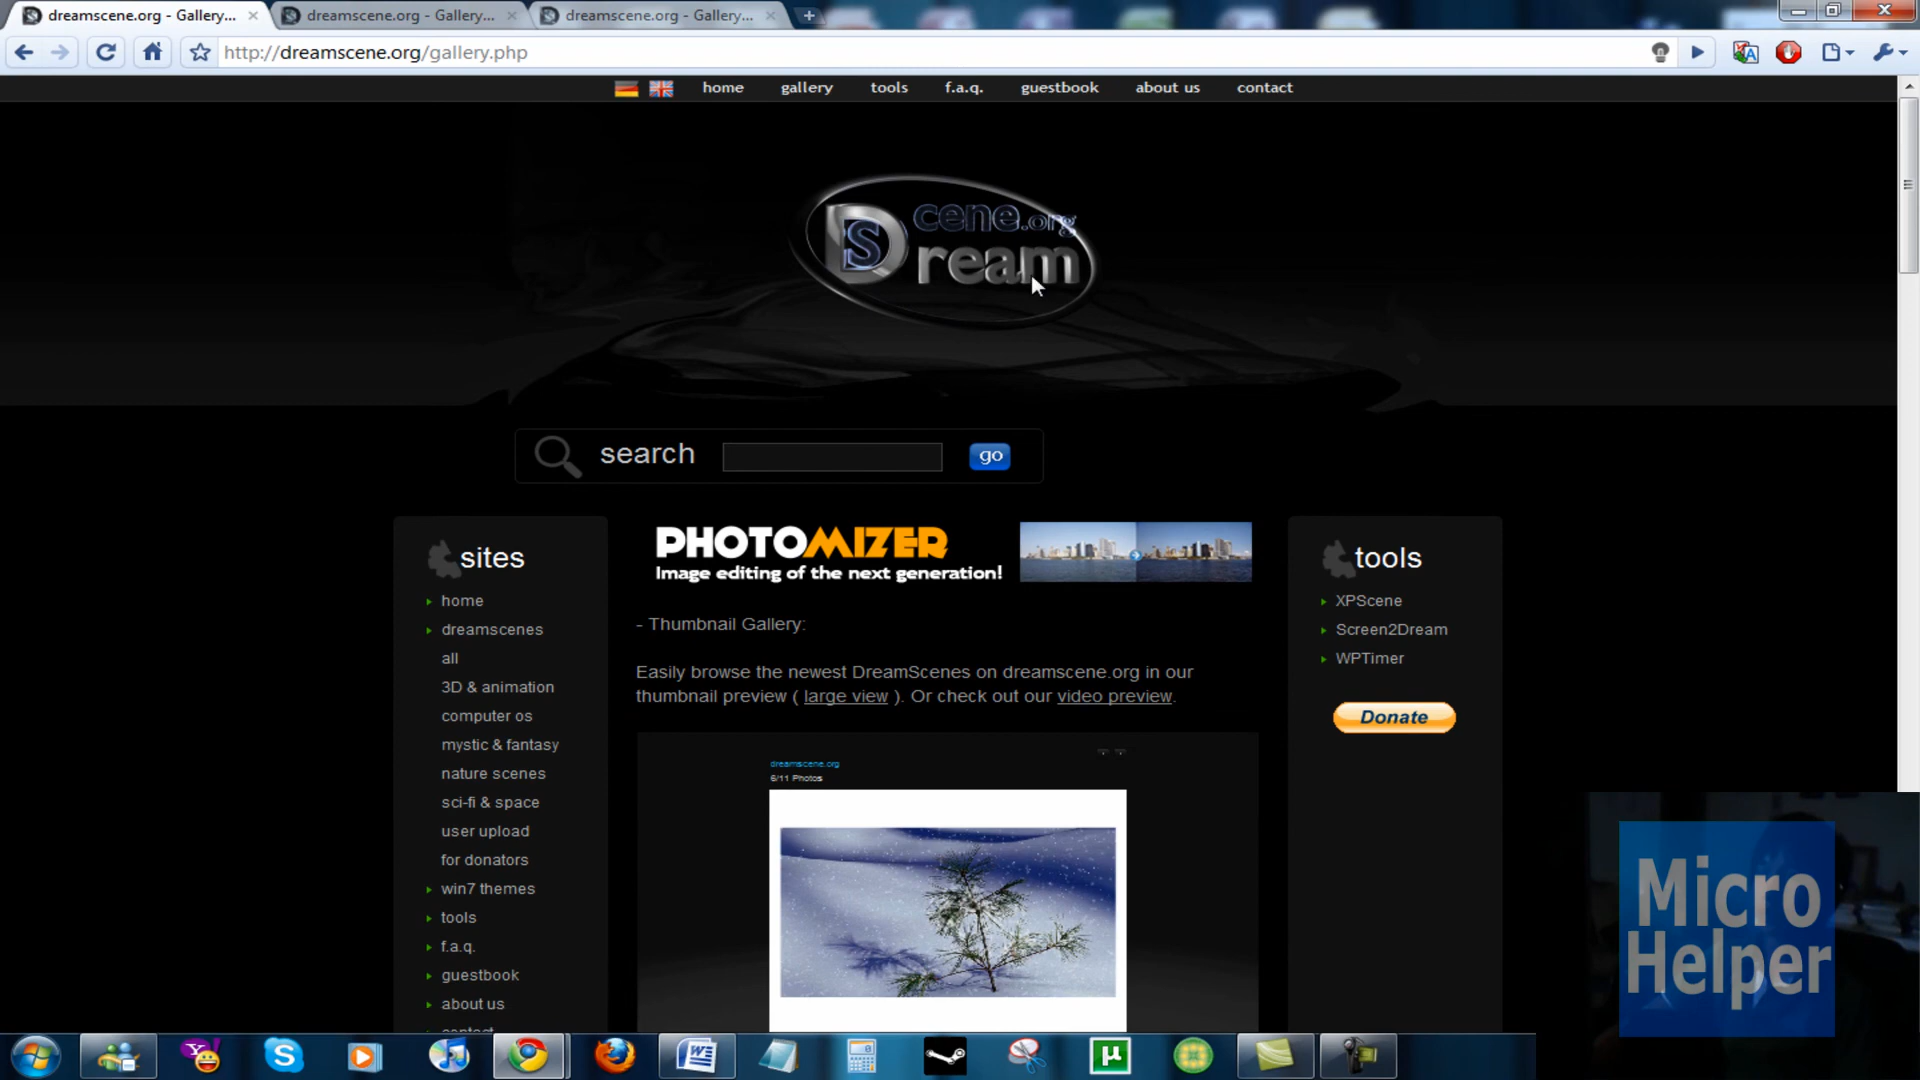 dreamscene.org - Gallery...
dreamscene.org - Gallery...
dreamscene.org - Gallery...
http://dreamscene.org/gallery.php
home gallery tools f.a.q. guestbook about us contact
DS cene.org
ream
search go
sites
home
dreamscenes
all
3D & animation
computer os
mystic & fantasy
nature scenes
sci-fi & space
user upload
for donators
win7 themes
tools
f.a.q.
guestbook
about us
contact
PHOTOMIZER
Image editing of the next generation!
- Thumbnail Gallery:
Easily browse the newest DreamScenes on dreamscene.org in our
thumbnail preview ( large view ). Or check out our video preview.
dreamscene.org
6/11 Photos
tools
XPScene
Screen2Dream
WPTimer
Donate
Micro
Helper